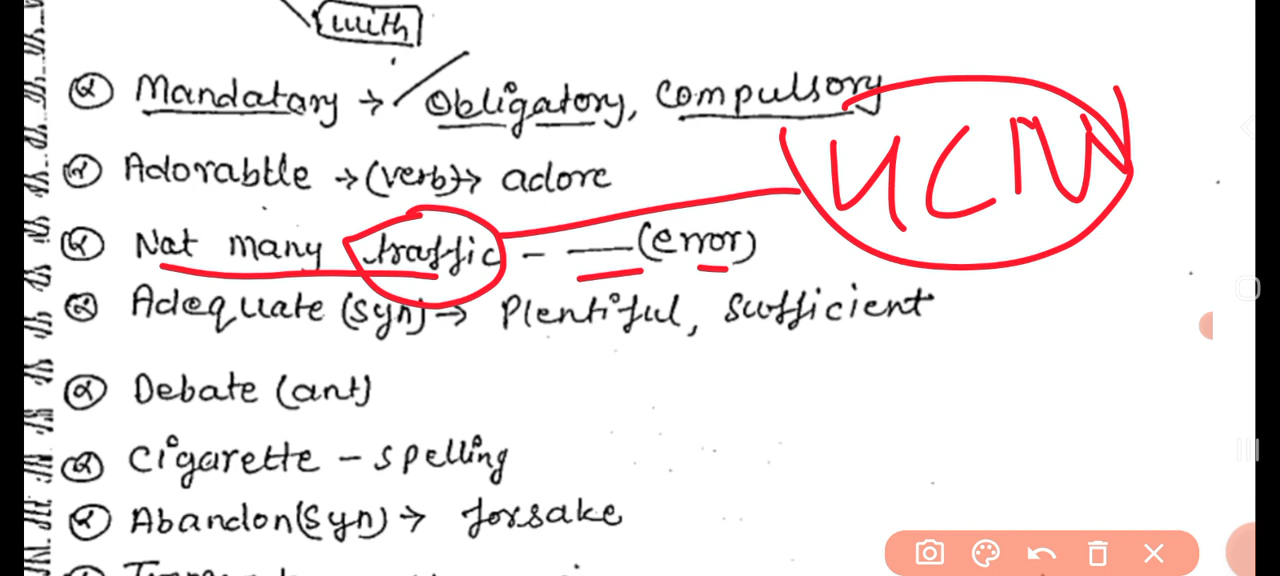 with
Mandatary → Obligatory, Compulsory
Adorabtle → (verb) → adore
Nat many traffic - — (error)
UCN
Adequate (syn) → Plentiful, Sufficient
Debate (ant)
Cigarette - spelling
Abandon (syn) → forsake